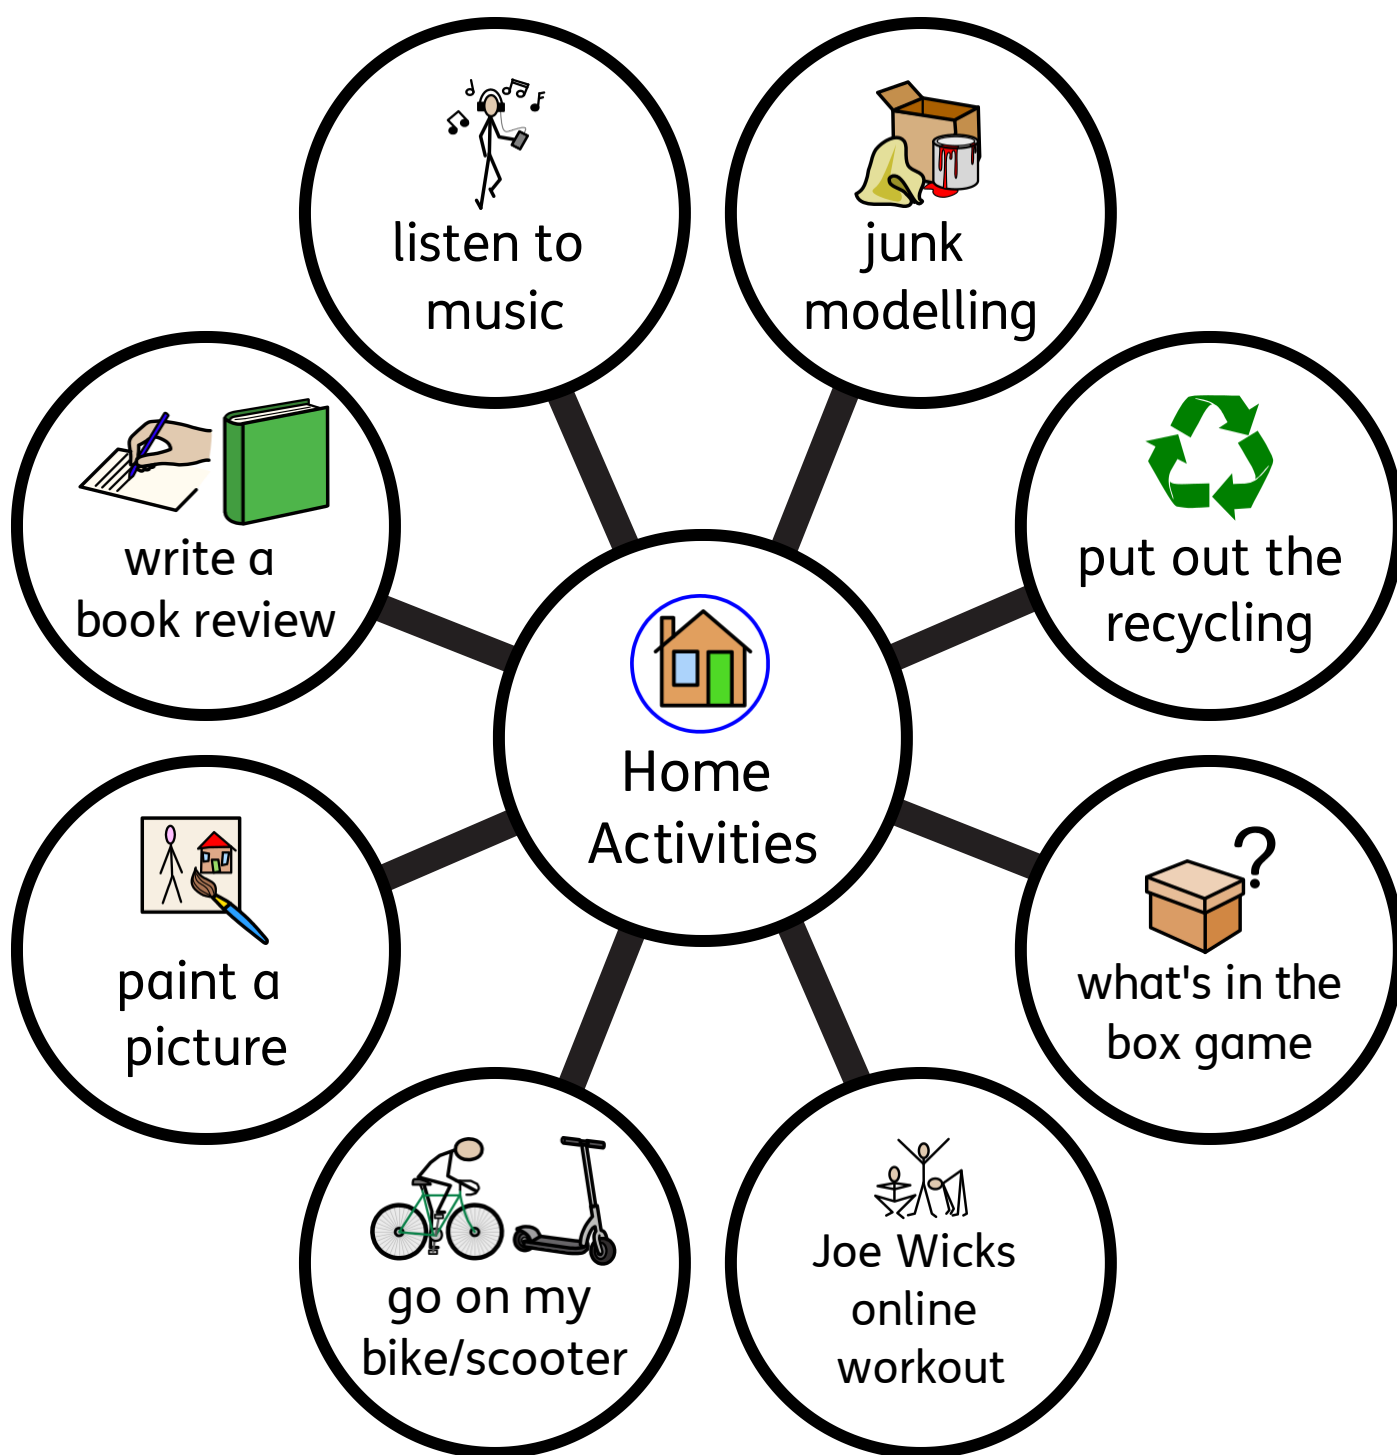 listen to
music
junk
modelling
write a
book review
put out the
recycling
Home
Activities
paint a
picture
what's in the
box game
go on my
bike/scooter
Joe Wicks
online
workout